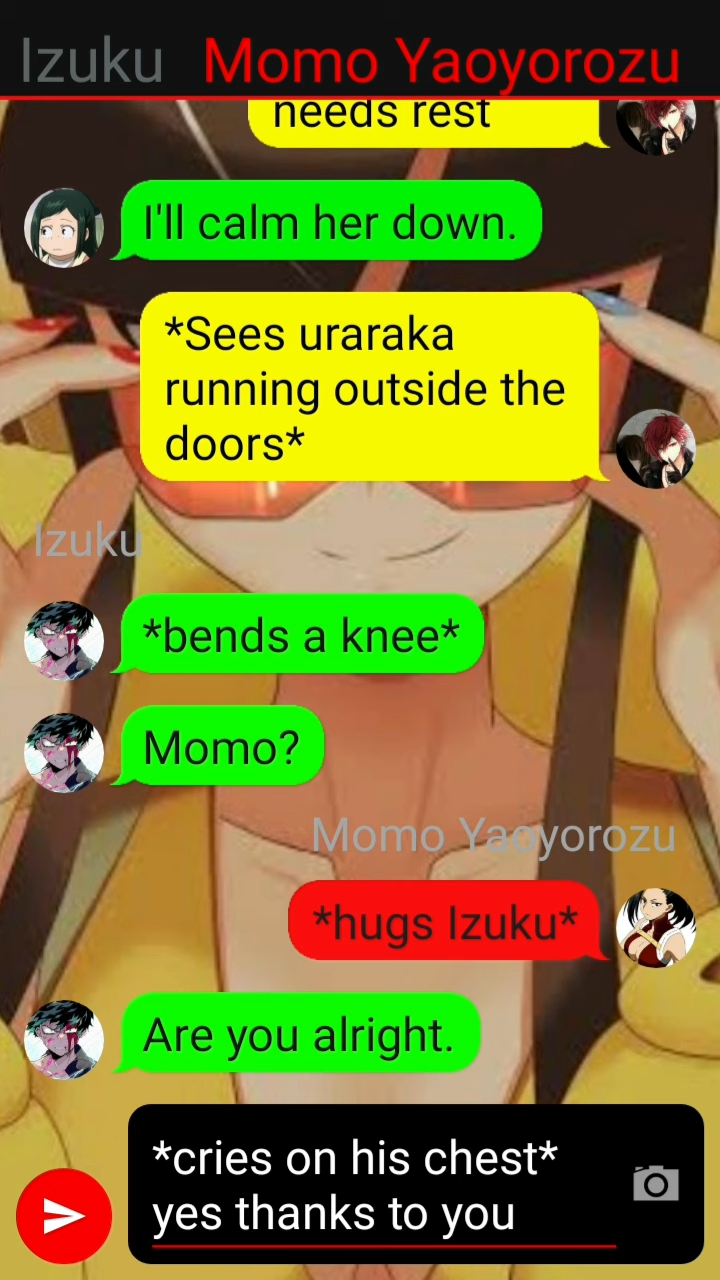 Izuku Momo Yaoyorozu
needs rest
I'll calm her down.
*Sees uraraka
running outside the
doors*
Izuku
*bends a knee*
Momo?
Momo Yaoyorozu
*hugs Izuku*
Are you alright.
*cries on his chest*
yes thanks to you